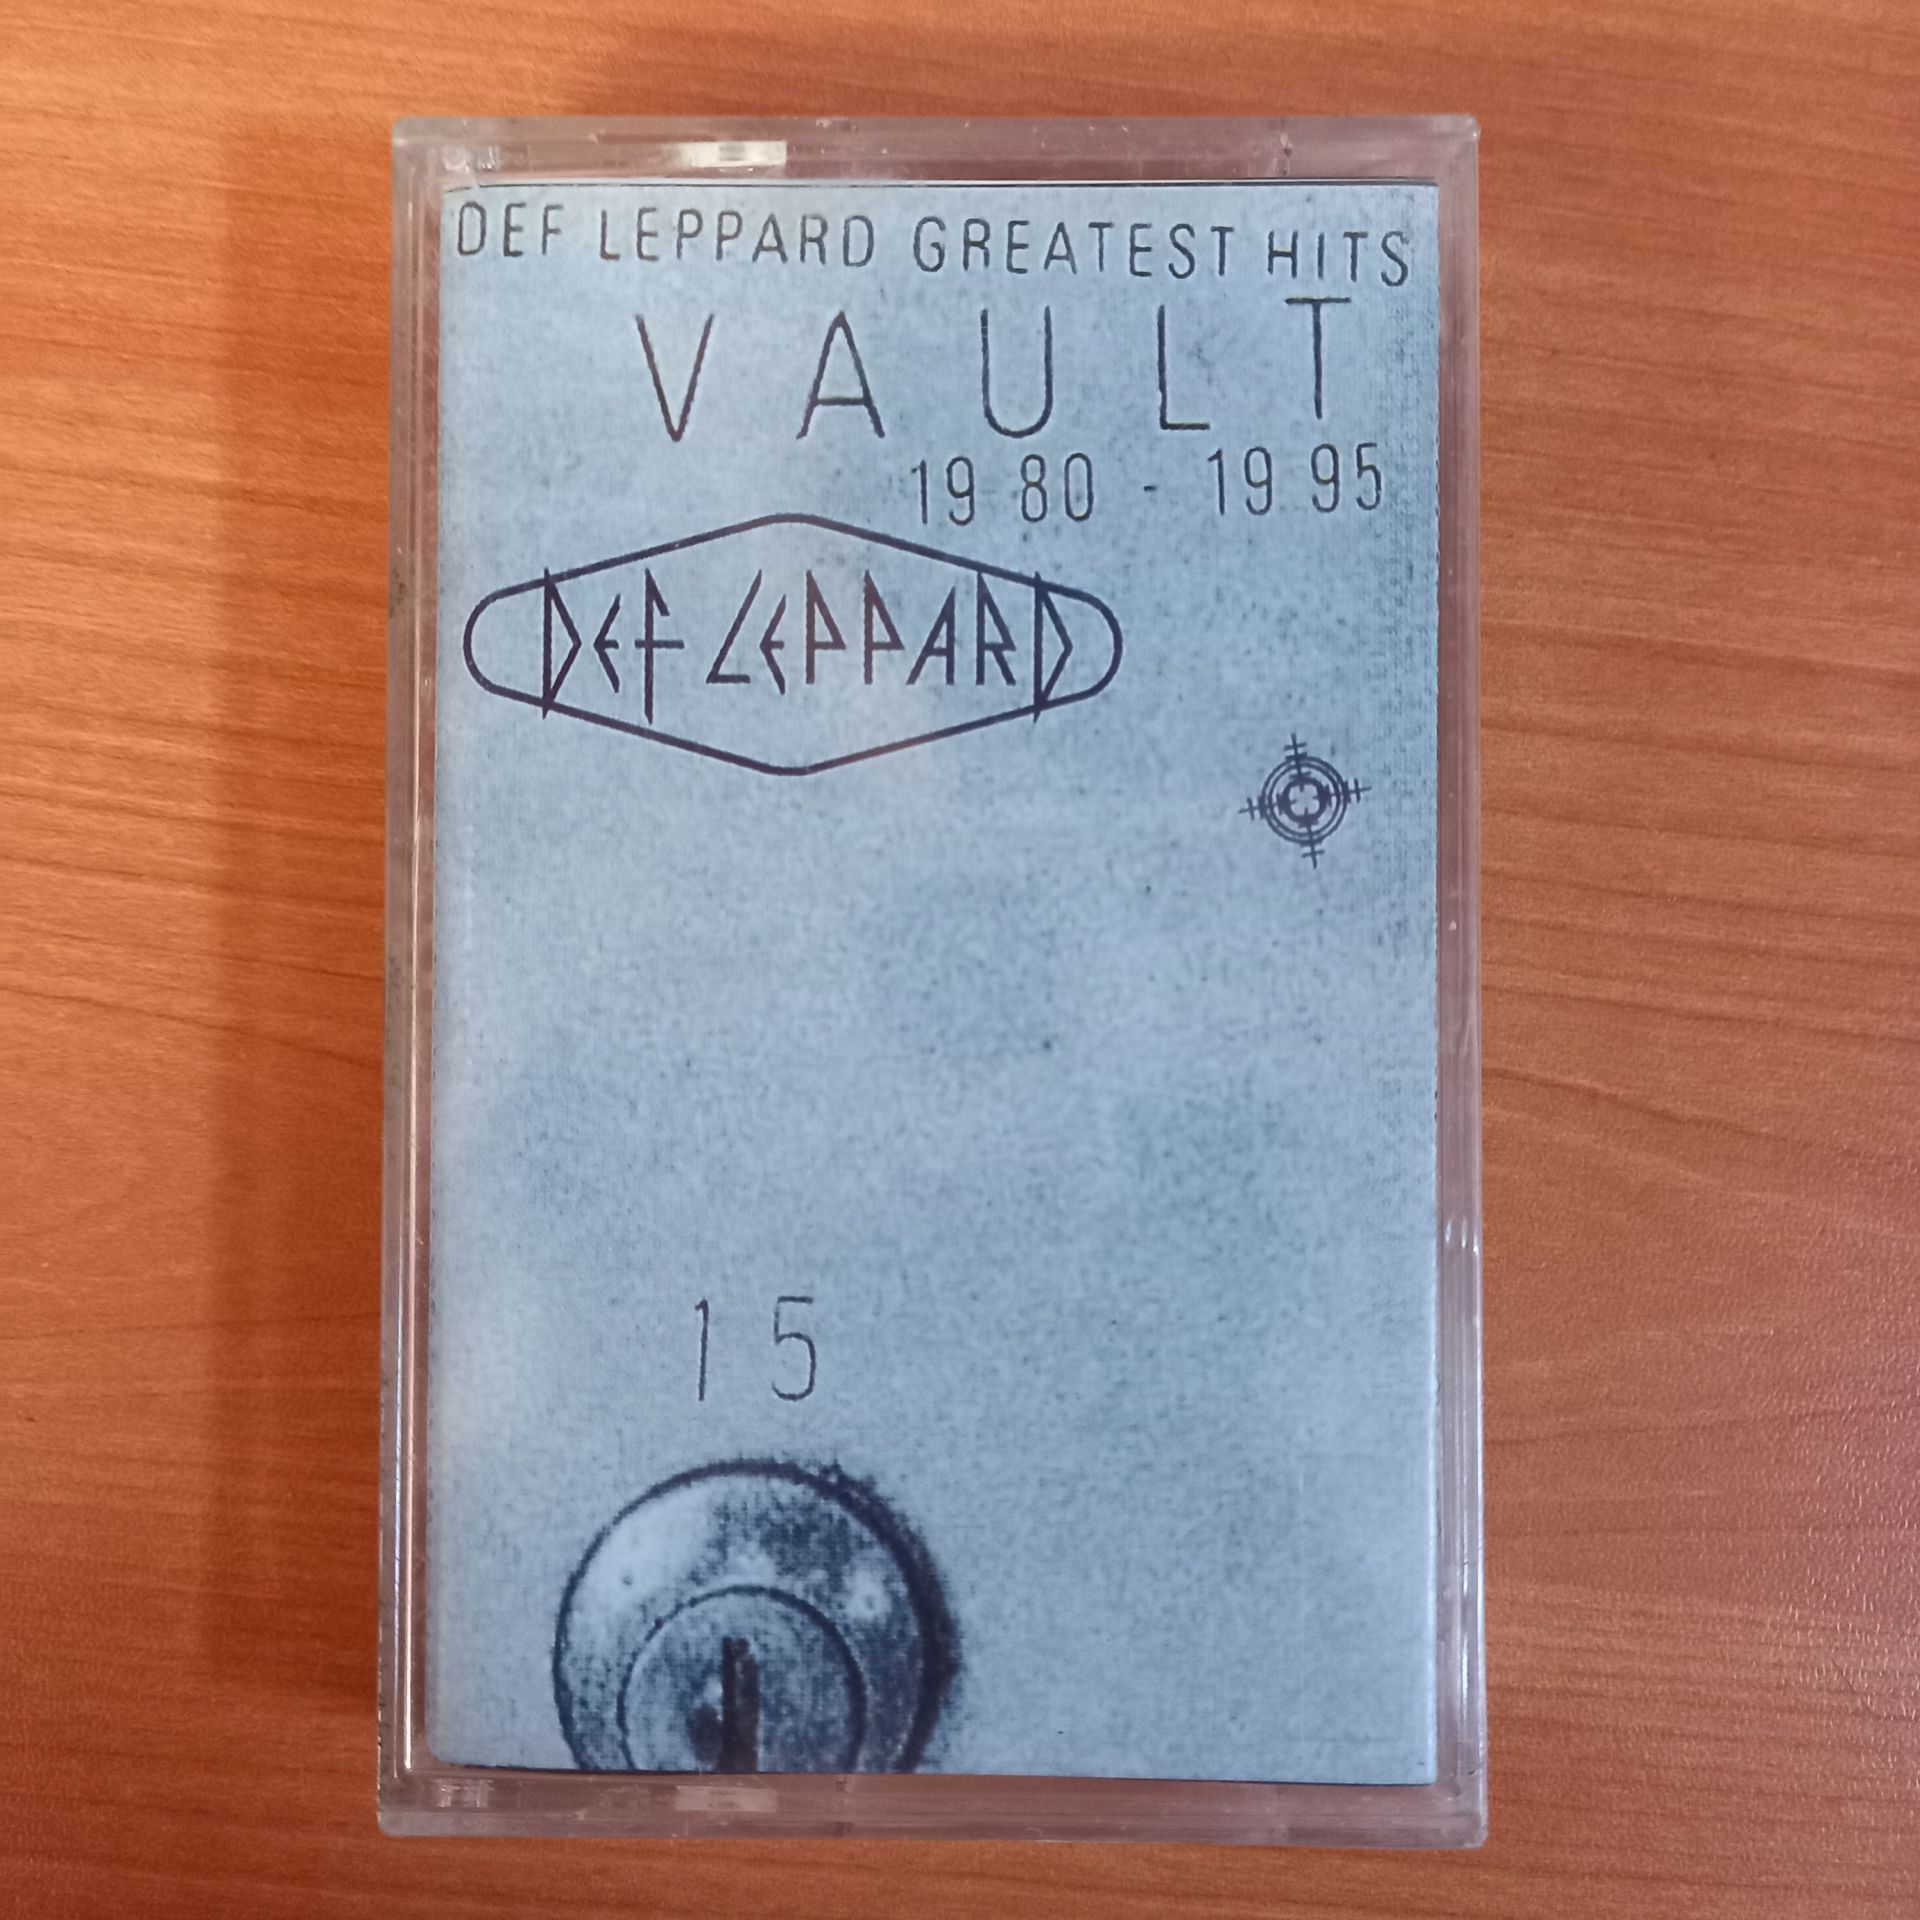 DEF LEPPARD GREATEST HITS
VAULT
1980 - 1995
DEF LEPPARD
15